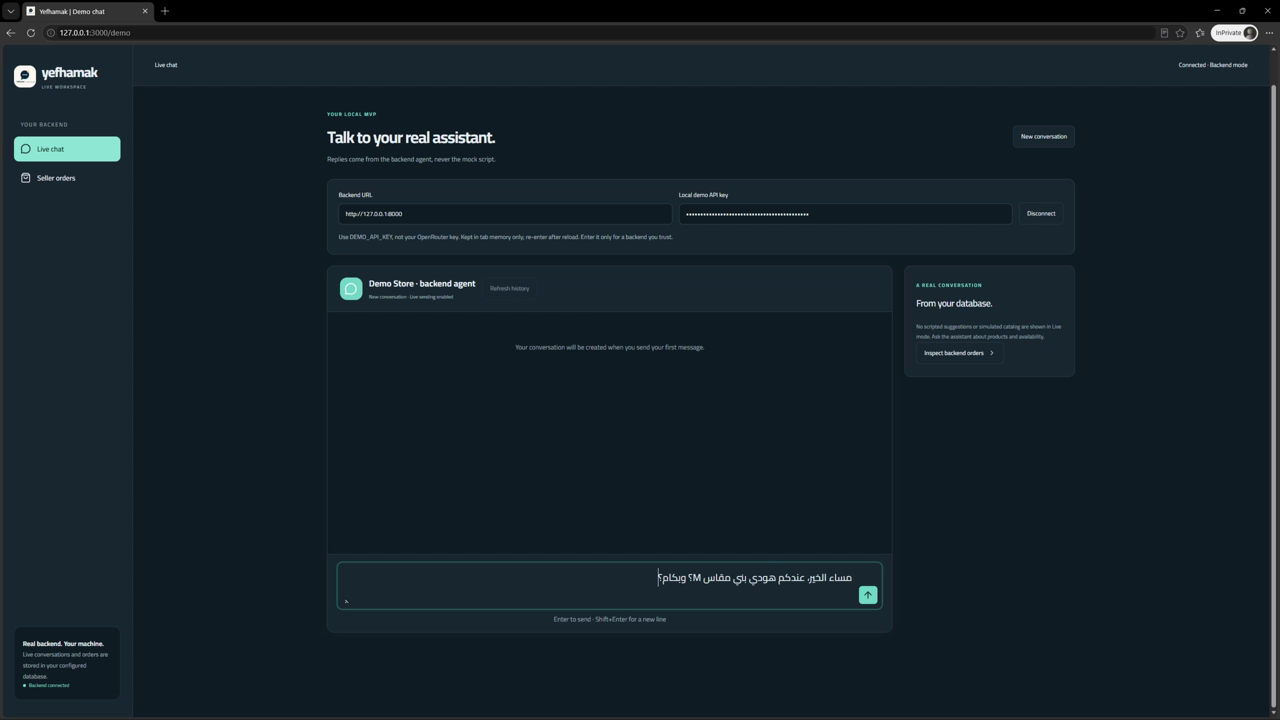 Yefhamak | Demo chat
127.0.0.1:3000/demo
InPrivate
yefhamak
LIVE WORKSPACE
YOUR BACKEND
Live chat
Seller orders
Real backend. Your machine.
Live conversations and orders are
stored in your configured
database.
Backend connected
Live chat
Connected · Backend mode
YOUR LOCAL MVP
Talk to your real assistant.
Replies come from the backend agent, never the mock script.
New conversation
Backend URL
http://127.0.0.1:8000
Local demo API key
••••••••••••••••••••••••••••••••••••••••••••
Disconnect
Use DEMO_API_KEY, not your OpenRouter key. Kept in tab memory only, re-enter after reload. Enter it only for a backend you trust.
Demo Store · backend agent
New conversation · Live sending enabled
Refresh history
Your conversation will be created when you send your first message.
مساء الخير، عندكم هودي بني مقاس M؟ وبكام؟
Enter to send · Shift+Enter for a new line
A REAL CONVERSATION
From your database.
No scripted suggestions or simulated catalog are shown in Live
mode. Ask the assistant about products and availability.
Inspect backend orders